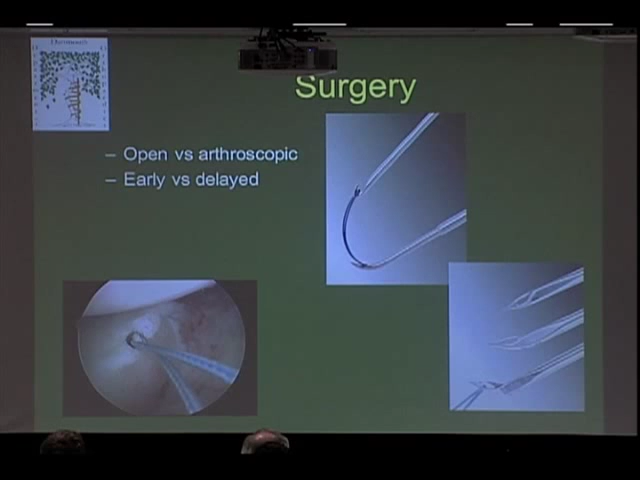 Surgery
– Open vs arthroscopic
– Early vs delayed